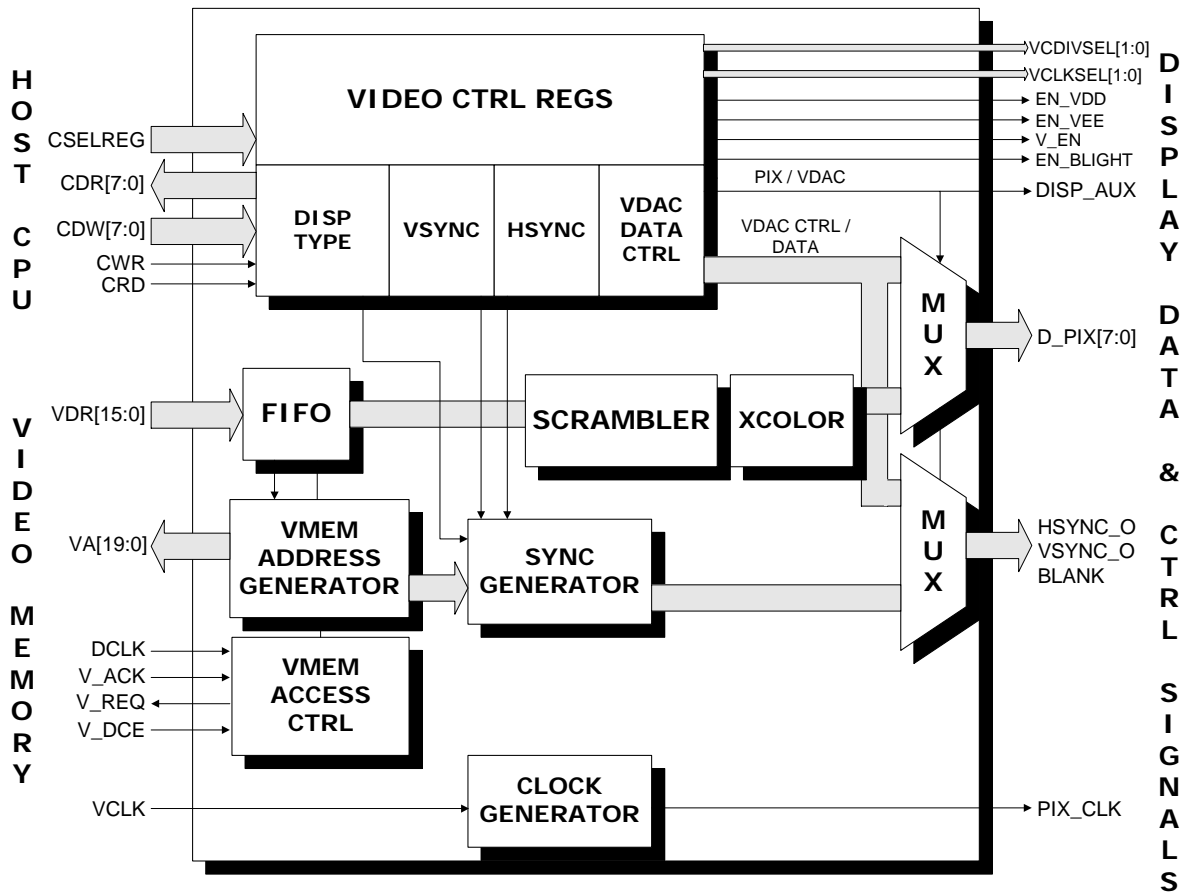 HOST CPU
VIDEO MEMORY
CSELREG
CDR[7:0]
CDW[7:0]
CWR
CRD
VDR[15:0]
VA[19:0]
DCLK
V_ACK
V_REQ
V_DCE
VCLK
VIDEO CTRL REGS
DISP
TYPE
VSYNC
HSYNC
VDAC
DATA
CTRL
PIX / VDAC
VDAC CTRL /
DATA
FIFO
SCRAMBLER
XCOLOR
MUX
MUX
VMEM
ADDRESS
GENERATOR
SYNC
GENERATOR
VMEM
ACCESS
CTRL
CLOCK
GENERATOR
VCDIVSEL[1:0]
VCLKSEL[1:0]
EN_VDD
EN_VEE
V_EN
EN_BLIGHT
DISP_AUX
D_PIX[7:0]
HSYNC_O
VSYNC_O
BLANK
PIX_CLK
DISPLAY DATA & CTRL SIGNALS